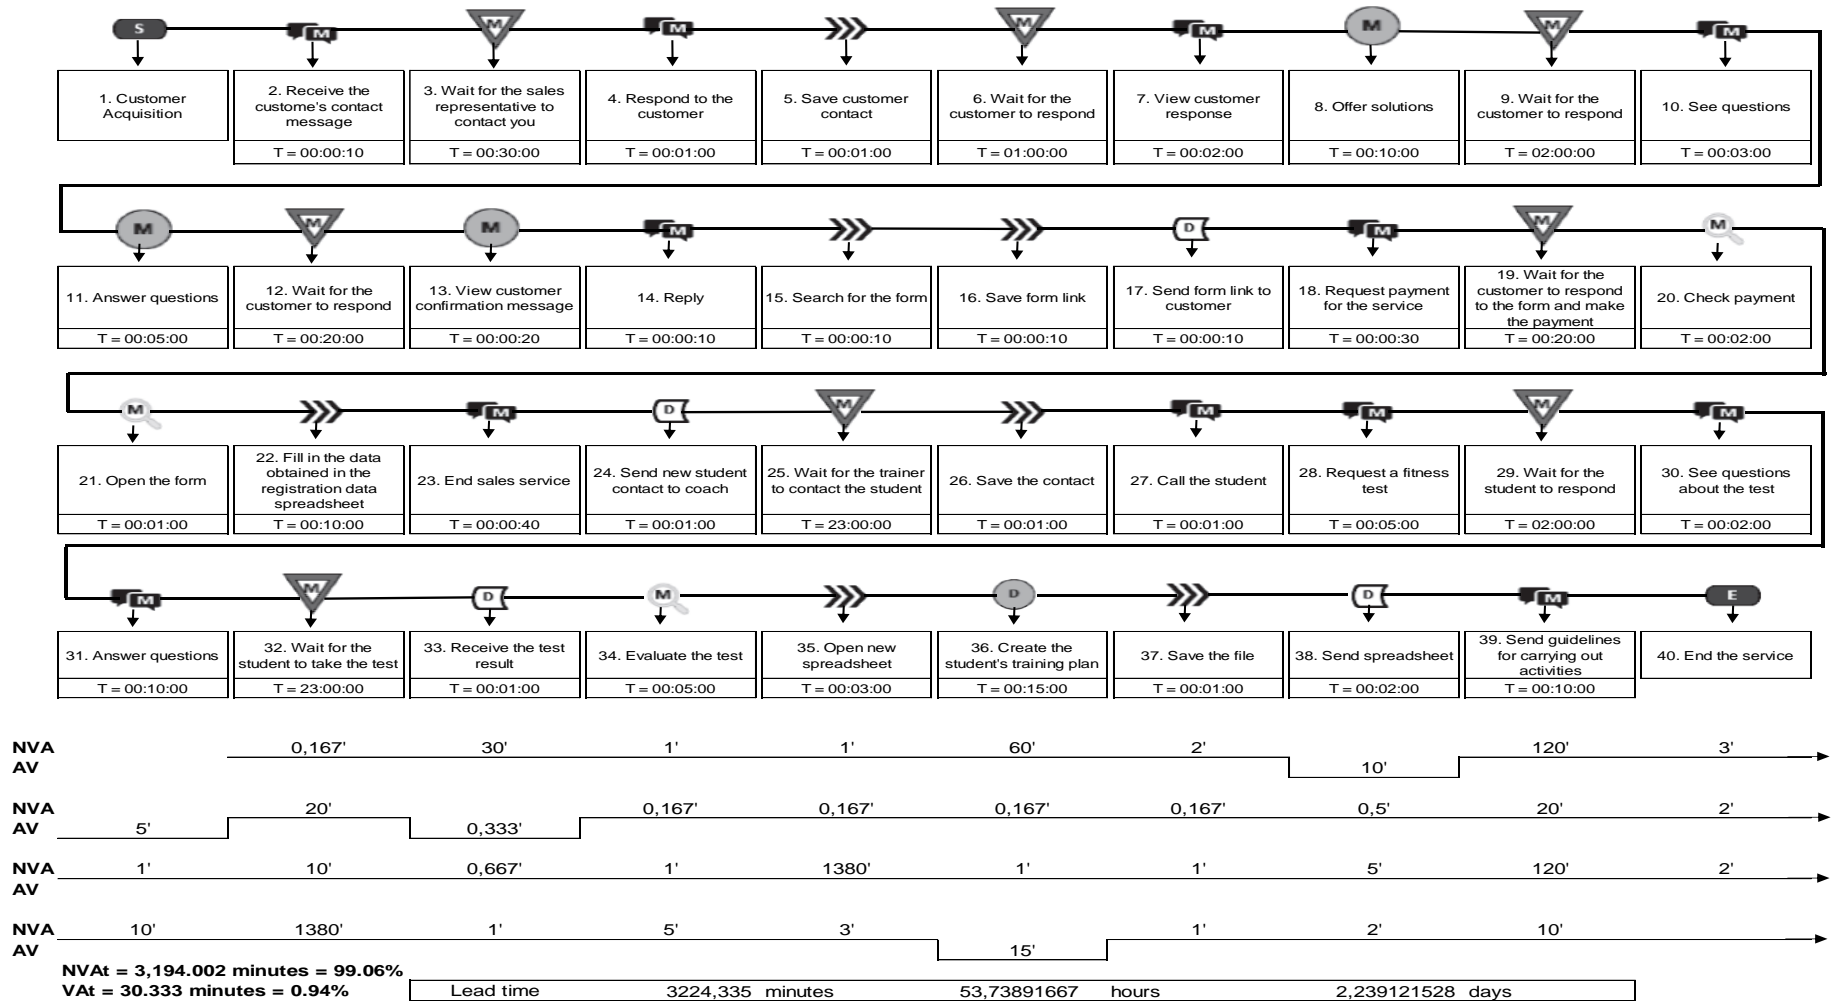 S
M
M
M
M
M
M
M
M
1. Customer
Acquisition
2. Receive the
custome's contact
message
T = 00:00:10
3. Wait for the sales
representative to
contact you
T = 00:30:00
4. Respond to the
customer
T = 00:01:00
5. Save customer
contact
T = 00:01:00
6. Wait for the
customer to respond
T = 01:00:00
7. View customer
response
T = 00:02:00
8. Offer solutions
T = 00:10:00
9. Wait for the
customer to respond
T = 02:00:00
10. See questions
T = 00:03:00
M
M
M
M
D
M
M
M
11. Answer questions
T = 00:05:00
12. Wait for the
customer to respond
T = 00:20:00
13. View customer
confirmation message
T = 00:00:20
14. Reply
T = 00:00:10
15. Search for the form
T = 00:00:10
16. Save form link
T = 00:00:10
17. Send form link to
customer
T = 00:00:10
18. Request payment
for the service
T = 00:00:30
19. Wait for the
customer to respond
to the form and make
the payment
T = 00:20:00
20. Check payment
T = 00:02:00
M
M
D
M
M
M
M
M
21. Open the form
T = 00:01:00
22. Fill in the data
obtained in the
registration data
spreadsheet
T = 00:10:00
23. End sales service
T = 00:00:40
24. Send new student
contact to coach
T = 00:01:00
25. Wait for the trainer
to contact the student
T = 23:00:00
26. Save the contact
T = 00:01:00
27. Call the student
T = 00:01:00
28. Request a fitness
test
T = 00:05:00
29. Wait for the
student to respond
T = 02:00:00
30. See questions
about the test
T = 00:02:00
M
M
D
M
D
D
M
E
31. Answer questions
T = 00:10:00
32. Wait for the
student to take the test
T = 23:00:00
33. Receive the test
result
T = 00:01:00
34. Evaluate the test
T = 00:05:00
35. Open new
spreadsheet
T = 00:03:00
36. Create the
student's training plan
T = 00:15:00
37. Save the file
T = 00:01:00
38. Send spreadsheet
T = 00:02:00
39. Send guidelines
for carrying out
activities
T = 00:10:00
40. End the service
NVA 0,167' 30' 1' 1' 60' 2' 120' 3'
AV 10'
NVA 20' 0,167' 0,167' 0,167' 0,167' 0,5' 20' 2'
AV 5' 0,333'
NVA 1' 10' 0,667' 1' 1380' 1' 1' 5' 120' 2'
AV
NVA 10' 1380' 1' 5' 3' 1' 2' 10'
AV 15'
NVAt = 3,194.002 minutes = 99.06%
VAt = 30.333 minutes = 0.94%
Lead time 3224,335 minutes 53,73891667 hours 2,239121528 days